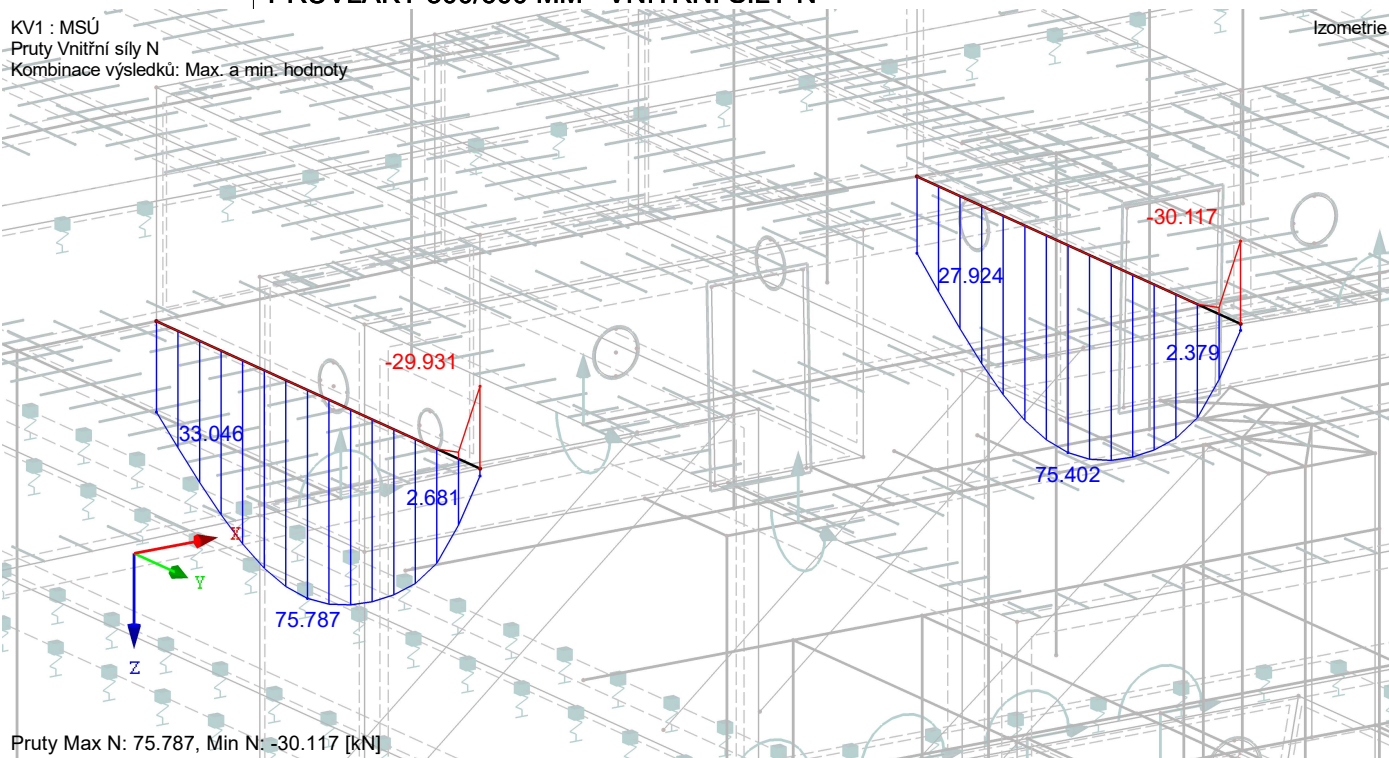 KV1 : MSÚ
Izometrie
Pruty Vnitřní síly N
Kombinace výsledků: Max. a min. hodnoty
-30.117
27.924
2.379
-29.931
33.046
2.681
75.402
X
Y
75.787
Z
Pruty Max N: 75.787, Min N: -30.117 [kN]